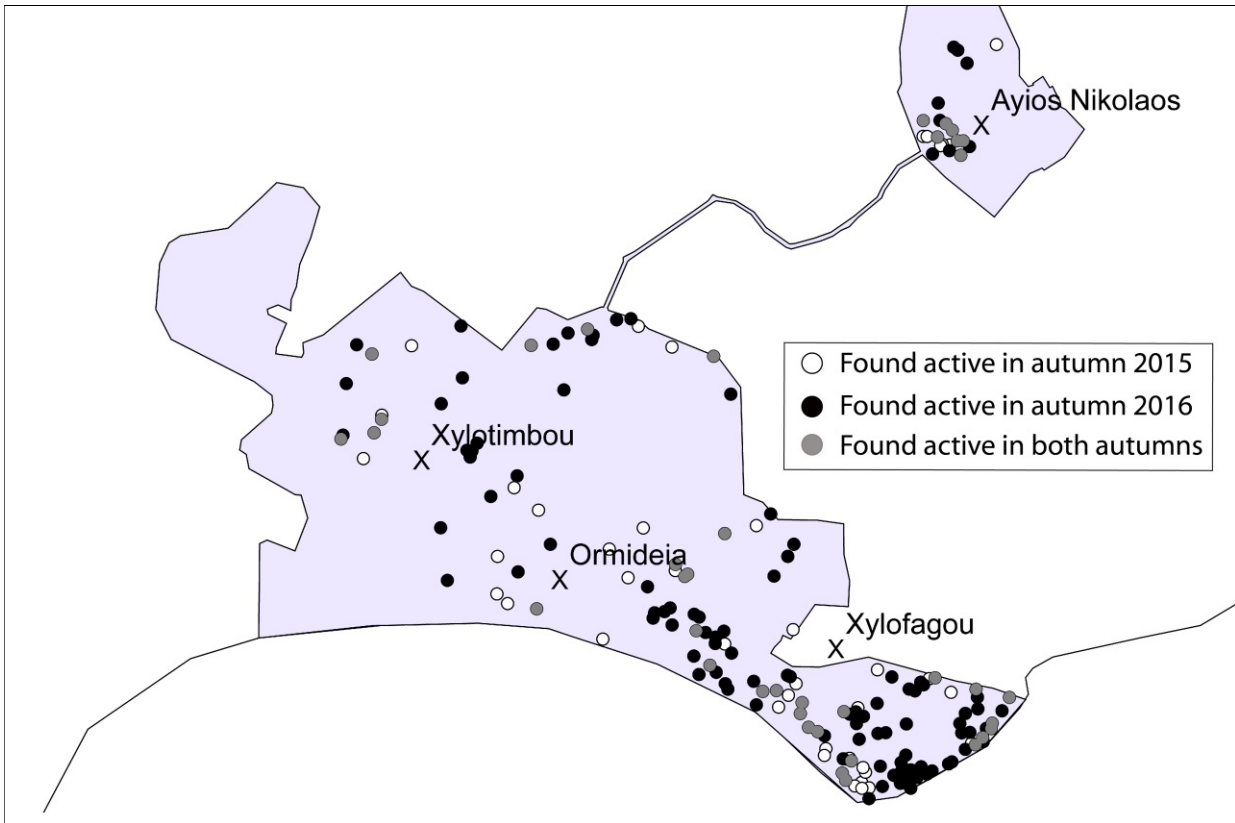 Ayios Nikolaos
X
Found active in autumn 2015
Found active in autumn 2016
Found active in both autumns
Xylotimbou
X
Ormideia
X
Xylofagou
X